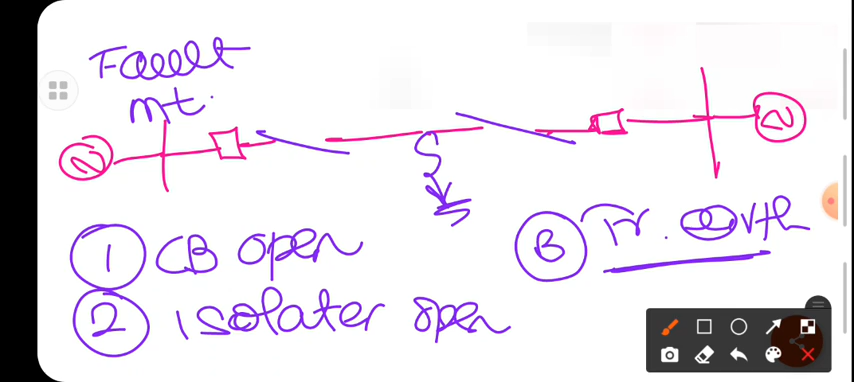 Fault
mt.
1 CB open
2 isolater open
3 Tr. earth